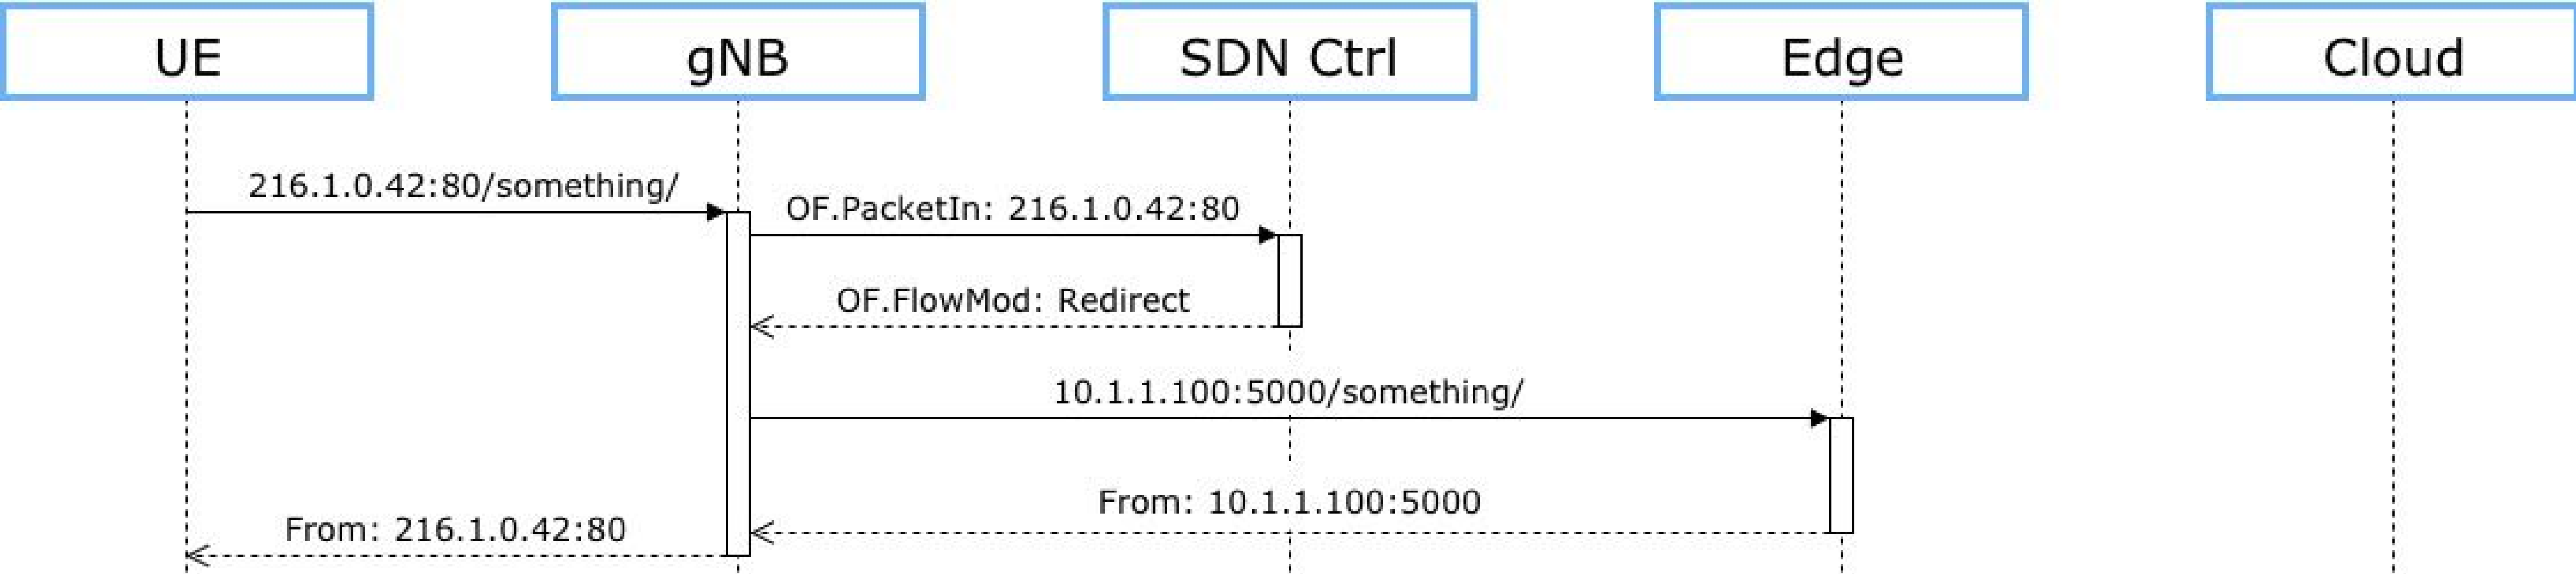 UE
gNB
SDN Ctrl
Edge
Cloud
216.1.0.42:80/something/
OF.PacketIn: 216.1.0.42:80
OF.FlowMod: Redirect
10.1.1.100:5000/something/
From: 10.1.1.100:5000
From: 216.1.0.42:80